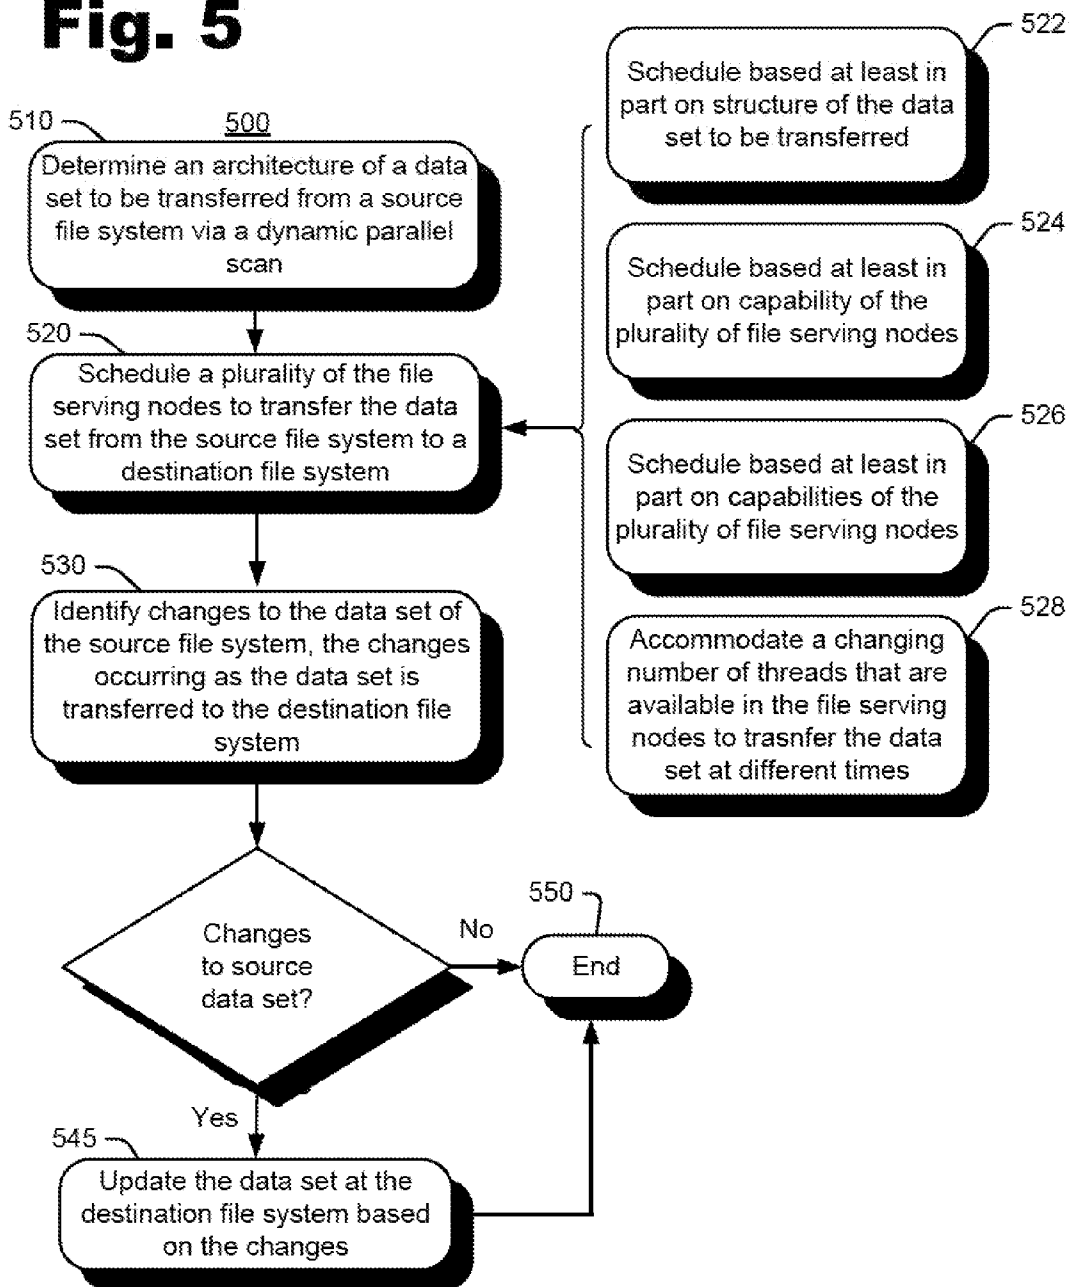 Fig. 5
500
510
Determine an architecture of a data
set to be transferred from a source
file system via a dynamic parallel
scan
520
Schedule a plurality of the file
serving nodes to transfer the data
set from the source file system to a
destination file system
522
Schedule based at least in
part on structure of the data
set to be transferred
524
Schedule based at least in
part on capability of the
plurality of file serving nodes
526
Schedule based at least in
part on capabilities of the
plurality of file serving nodes
528
Accommodate a changing
number of threads that are
available in the file serving
nodes to trasnfer the data
set at different times
530
Identify changes to the data set of
the source file system, the changes
occurring as the data set is
transferred to the destination file
system
Changes
to source
data set?
No
550
End
Yes
545
Update the data set at the
destination file system based
on the changes